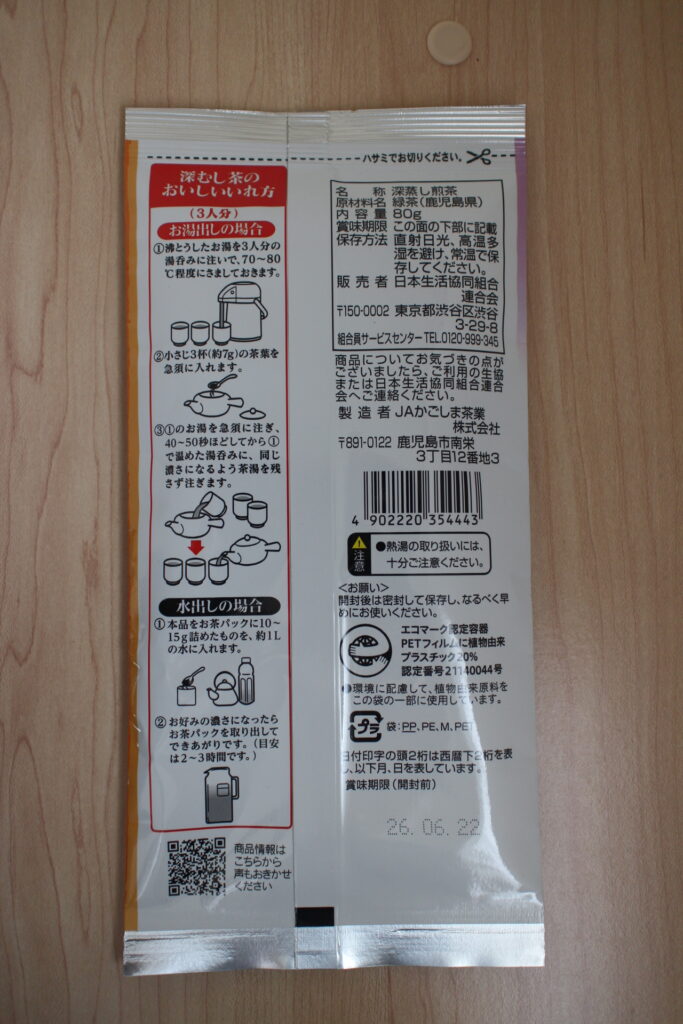 ハサミでお切りください。
深むし茶の
おいしいいれ方
(3人分)
お湯出しの場合
①沸とうしたお湯を3人分の
湯呑みに注いで、70〜80
℃程度にさましておきます。
②小さじ3杯(約7g)の茶葉を
急須に入れます。
③①のお湯を急須に注ぎ、
40〜50秒ほどしてから①
で温めた湯呑みに、同じ
濃さになるよう茶湯を残
さず注ぎます。
水出しの場合
①本品をお茶パックに10〜
15g詰めたものを、約1L
の水に入れます。
②お好みの濃さになったら
お茶パックを取り出して
できあがりです。(目安
は2〜3時間です。)
商品情報は
こちらから
声もおきかせ
ください
名称 深蒸し煎茶
原材料名 緑茶(鹿児島県)
内容量 80g
賞味期限 この面の下部に記載
保存方法 直射日光、高温多
湿を避け、常温で保
存してください。
販売者 日本生活協同組合
連合会
〒150-0002 東京都渋谷区渋谷
3-29-8
組合員サービスセンター TEL.0120-999-345
商品についてお気づきの点が
ございましたら、ご利用の生協
または日本生活協同組合連合
会へご連絡ください。
製造者 JAかごしま茶業
株式会社
〒891-0122 鹿児島市南栄
3丁目12番地3
4 902220 354443
注意
●熱湯の取り扱いには、
十分ご注意ください。
<お願い>
開封後は密封して保存し、なるべく早
めにお使いください。
エコマーク認定容器
PETフィルムに植物由来
プラスチック20%
認定番号21140044号
●環境に配慮して、植物由来原料を
この袋の一部に使用しています。
プラ
袋:PP,PE,M,PET
日付印字の頭2桁は西暦下2桁を表
し、以下月、日を表しています。
賞味期限(開封前)
26.06.22